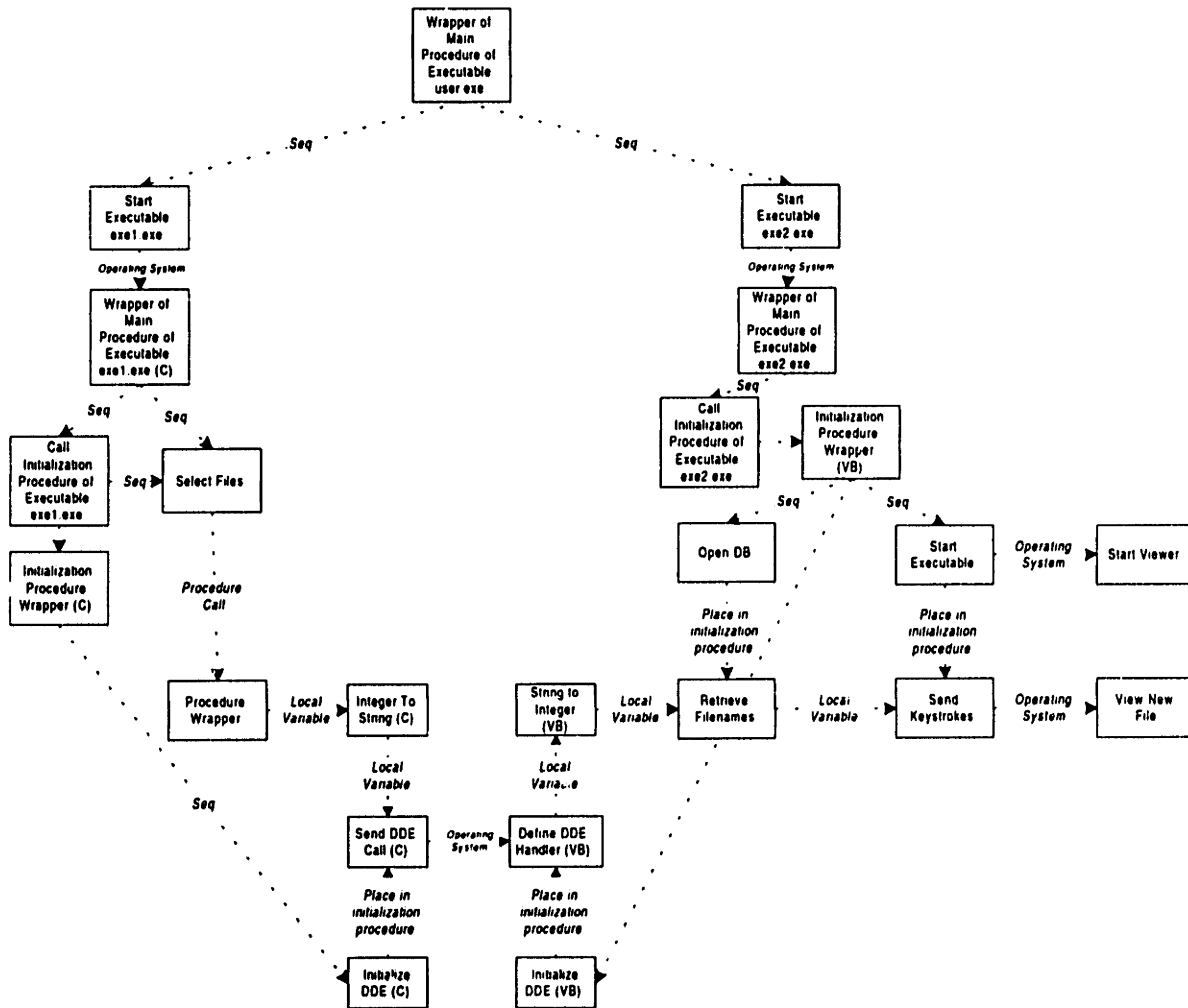 Wrapper of
Main
Procedure of
Executable
user.exe
Seq
Seq
Start
Executable
exe1.exe
Start
Executable
exe2.exe
Operating System
Operating System
Wrapper of
Main
Procedure of
Executable
exe1.exe (C)
Wrapper of
Main
Procedure of
Executable
exe2.exe
Seq
Seq
Seq
Call
Initialization
Procedure of
Executable
exe1.exe
Seq
Select Files
Call
Initialization
Procedure of
Executable
exe2.exe
Initialization
Procedure
Wrapper
(VB)
Seq
Seq
Initialization
Procedure
Wrapper (C)
Procedure
Call
Open DB
Start
Executable
Operating
System
Start Viewer
Place in
initialization
procedure
Place in
initialization
procedure
Procedure
Wrapper
Local
Variable
Integer To
String (C)
String to
Integer
(VB)
Local
Variable
Retrieve
Filenames
Local
Variable
Send
Keystrokes
Operating
System
View New
File
Local
Variable
Local
Variable
Seq
Send DDE
Call (C)
Operating
System
Define DDE
Handler (VB)
Place in
initialization
procedure
Place in
initialization
procedure
Initialize
DDE (C)
Initialize
DDE (VB)